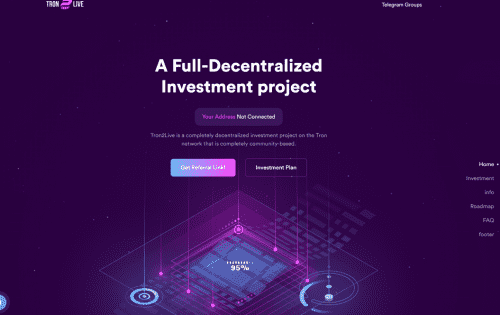 TRON LIVE
Telegram Groups
A Full-Decentralized
Investment project
Your Address Not Connected
Tron2Live is a completely decentralized investment project on the Tron
network that is completely community-based.
Get Referral Link!
Investment Plan
Home
Investment
info
Roadmap
FAQ
footer
95%